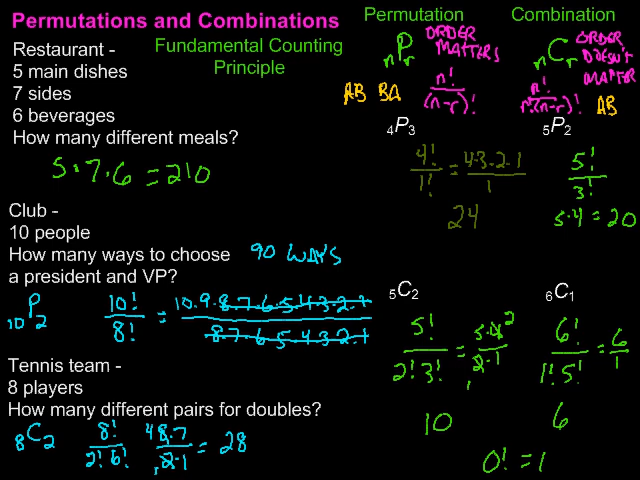 Permutations and Combinations
Restaurant -
5 main dishes
7 sides
6 beverages
How many different meals?
Fundamental Counting
Principle
5·7·6 = 210
Club -
10 people
How many ways to choose
a president and VP?
90 WAYS
10P2 10!/8! = 10·9·8·7·6·5·4·3·2·1/8·7·6·5·4·3·2·1
Tennis team -
8 players
How many different pairs for doubles?
8C2 8!/2!6! 48·7/2·1 = 28
Permutation
nPr ORDER MATTERS
AB BA n!/(n-r)!
Combination
nCr ORDER DOESN'T MATTER
n!/r!(n-r)! AB
4P3
4!/1! = 4·3·2·1/1
24
5P2
5!/3!
5·4 = 20
5C2
5!/2!3! = 5·4²/2·1
10
6C1
6!/1!5! = 6/1
6
0! = 1